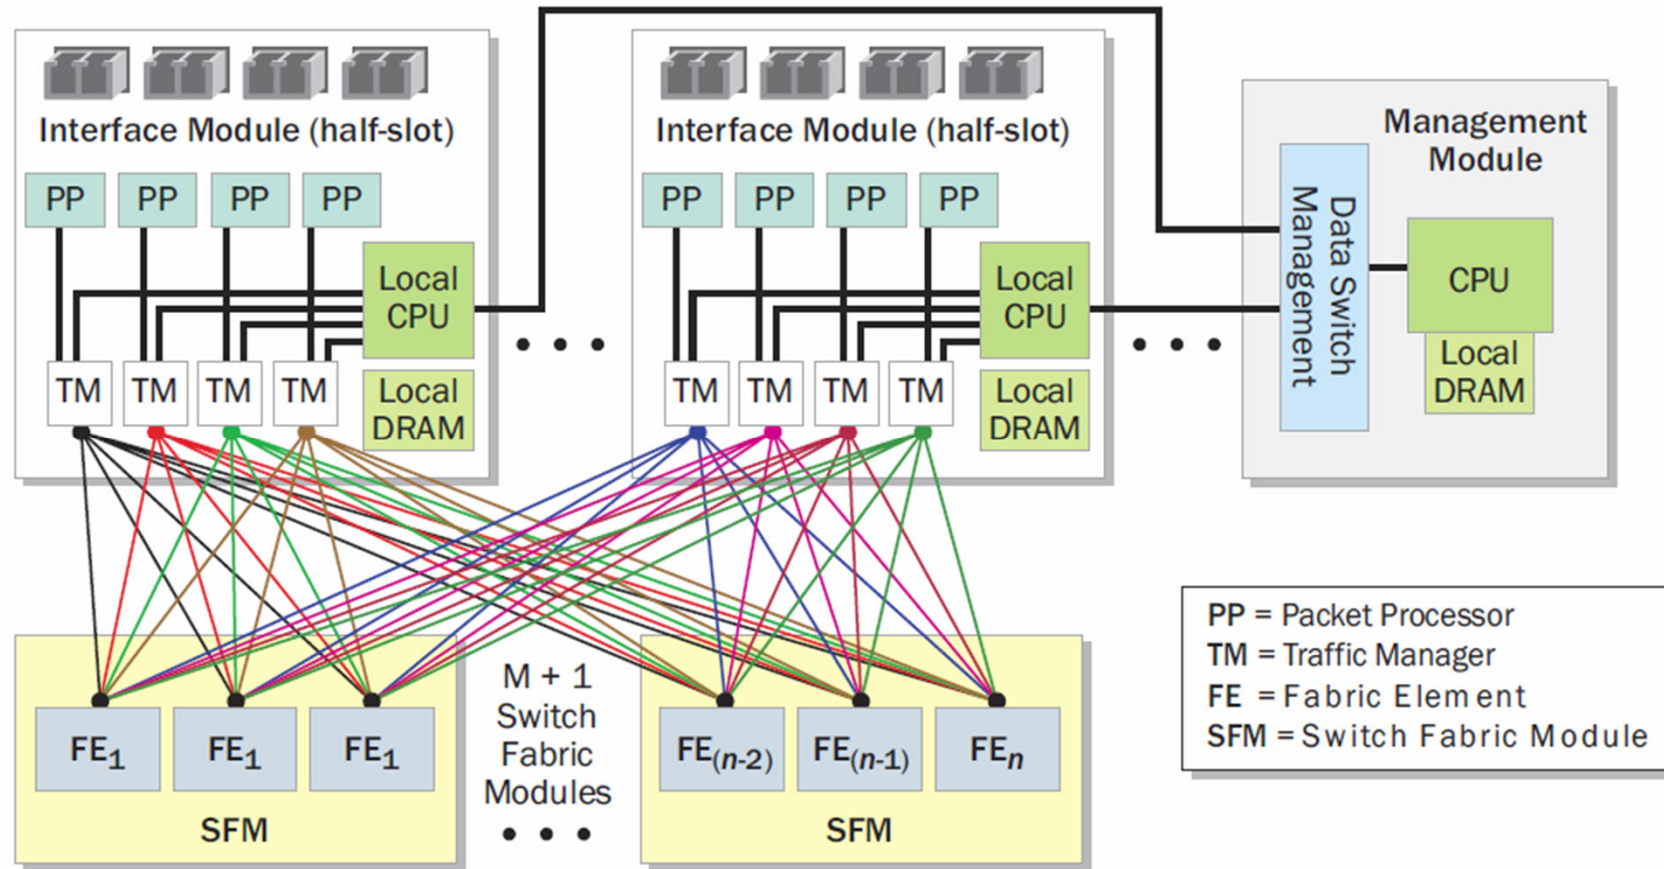 Interface Module (half-slot)
PP PP PP PP
Local
CPU
TM TM TM TM
Local
DRAM
Interface Module (half-slot)
PP PP PP PP
Local
CPU
TM TM TM TM
Local
DRAM
Management
Module
Data Switch
Management
CPU
Local
DRAM
FE1 FE1 FE1
SFM
M + 1
Switch
Fabric
Modules
FE(n-2) FE(n-1) FEn
SFM
PP = Packet Processor
TM = Traffic Manager
FE = Fabric Element
SFM = Switch Fabric Module